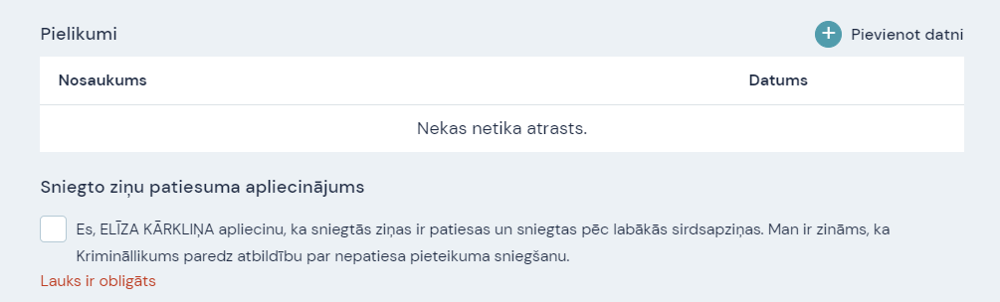 Pielikumi
Pievienot datni
Nosaukums
Datums
Nekas netika atrasts.
Sniegto ziņu patiesuma apliecinājums
Es, ELĪZA KĀRKLIŅA apliecinu, ka sniegtās ziņas ir patiesas un sniegtas pēc labākās sirdsapziņas. Man ir zināms, ka
Krimināllikums paredz atbildību par nepatiesa pieteikuma sniegšanu.
Lauks ir obligāts